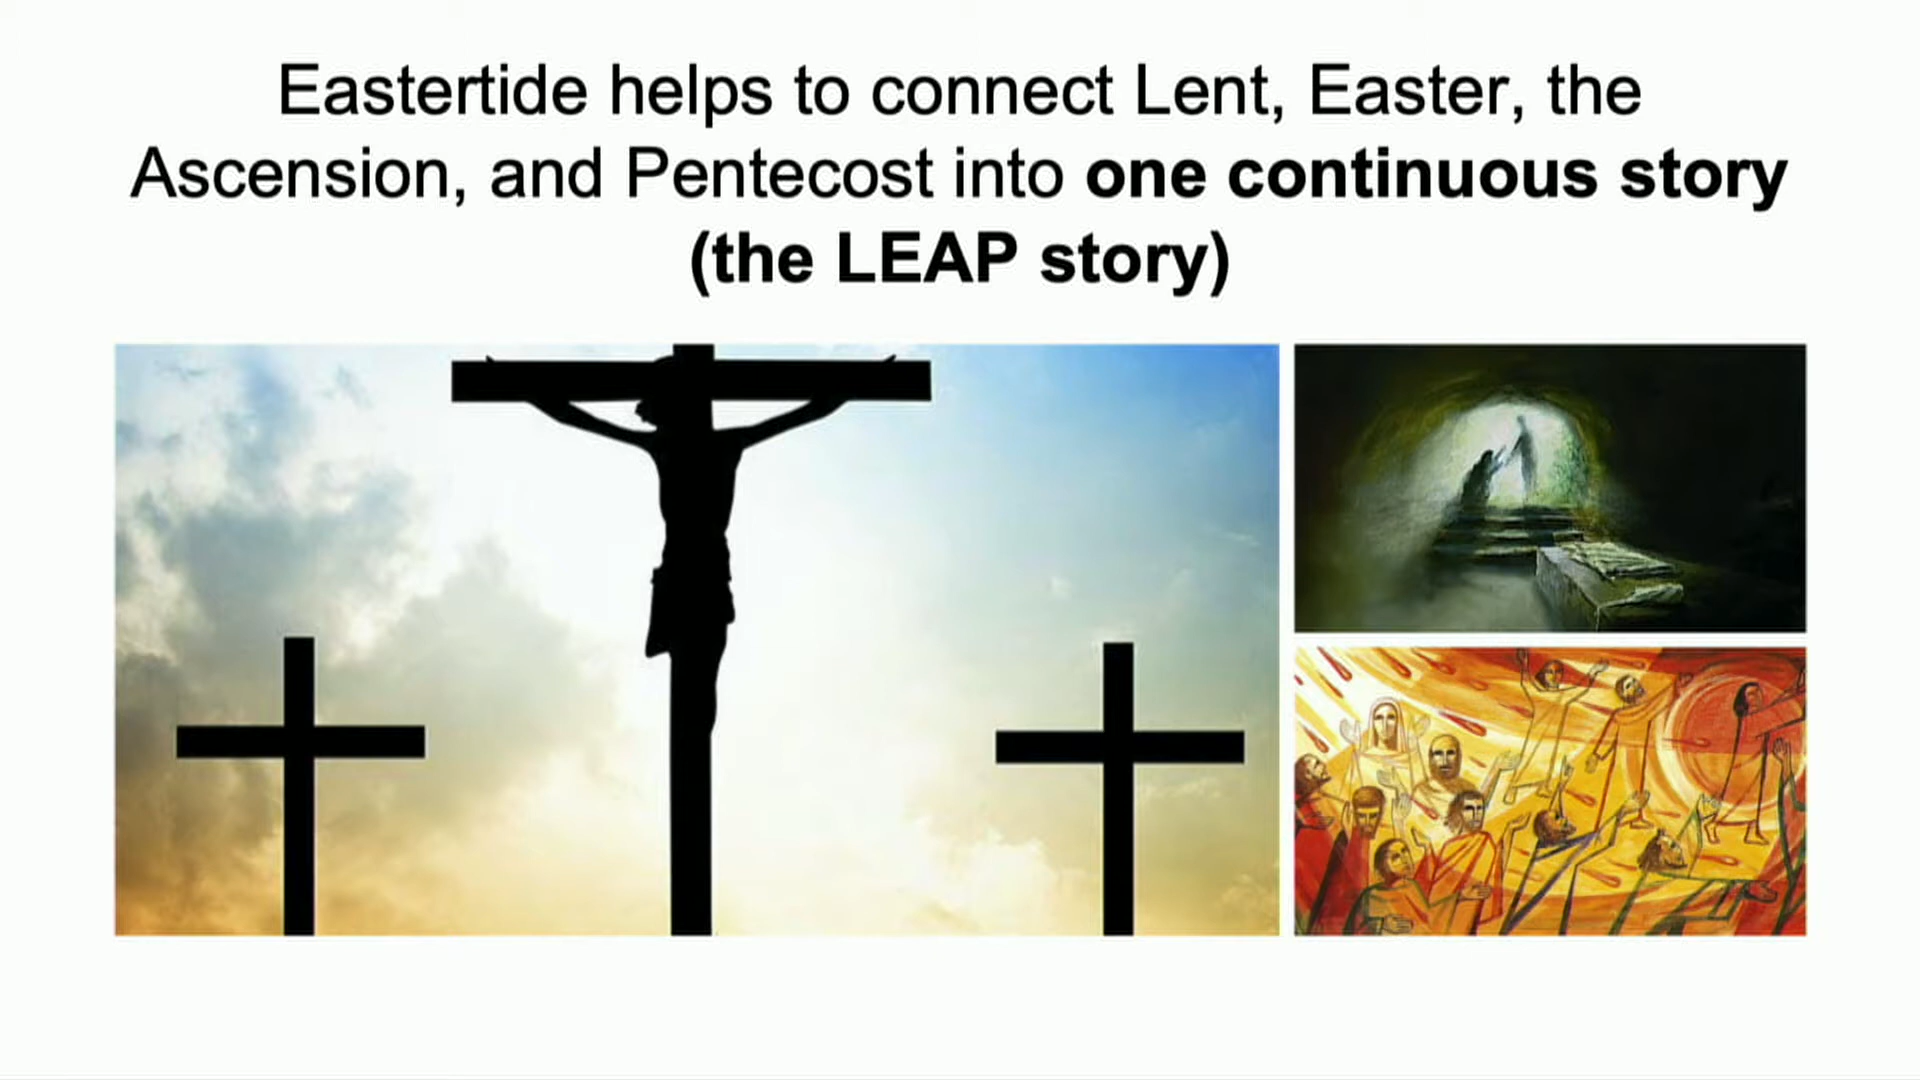 Eastertide helps to connect Lent, Easter, the
Ascension, and Pentecost into one continuous story
(the LEAP story)